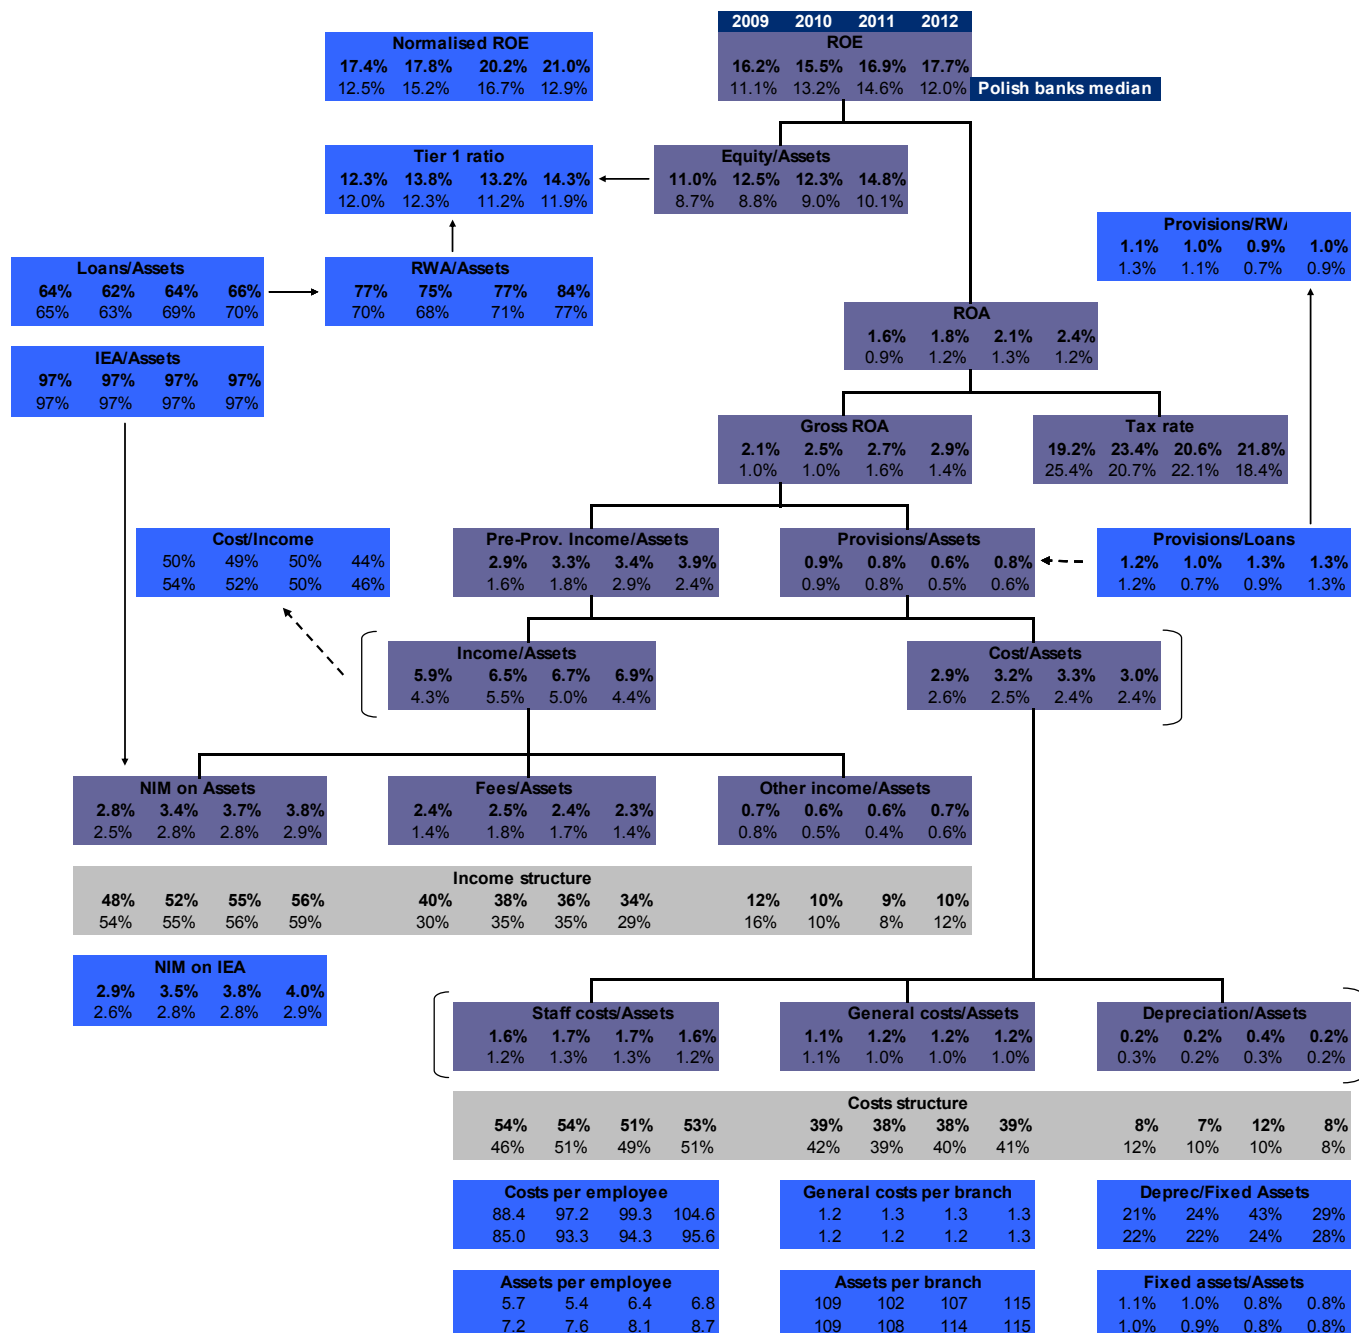 2009 2010 2011 2012
Normalised ROE
17.4% 17.8% 20.2% 21.0%
12.5% 15.2% 16.7% 12.9%
ROE
16.2% 15.5% 16.9% 17.7%
11.1% 13.2% 14.6% 12.0%
Polish banks median
Tier 1 ratio
12.3% 13.8% 13.2% 14.3%
12.0% 12.3% 11.2% 11.9%
Equity/Assets
11.0% 12.5% 12.3% 14.8%
8.7% 8.8% 9.0% 10.1%
Provisions/RW
1.1% 1.0% 0.9% 1.0%
1.3% 1.1% 0.7% 0.9%
Loans/Assets
64% 62% 64% 66%
65% 63% 69% 70%
RWA/Assets
77% 75% 77% 84%
70% 68% 71% 77%
ROA
1.6% 1.8% 2.1% 2.4%
0.9% 1.2% 1.3% 1.2%
IEA/Assets
97% 97% 97% 97%
97% 97% 97% 97%
Gross ROA
2.1% 2.5% 2.7% 2.9%
1.0% 1.0% 1.6% 1.4%
Tax rate
19.2% 23.4% 20.6% 21.8%
25.4% 20.7% 22.1% 18.4%
Cost/Income
50% 49% 50% 44%
54% 52% 50% 46%
Pre-Prov. Income/Assets
2.9% 3.3% 3.4% 3.9%
1.6% 1.8% 2.9% 2.4%
Provisions/Assets
0.9% 0.8% 0.6% 0.8%
0.9% 0.8% 0.5% 0.6%
Provisions/Loans
1.2% 1.0% 1.3% 1.3%
1.2% 0.7% 0.9% 1.3%
Income/Assets
5.9% 6.5% 6.7% 6.9%
4.3% 5.5% 5.0% 4.4%
Cost/Assets
2.9% 3.2% 3.3% 3.0%
2.6% 2.5% 2.4% 2.4%
NIM on Assets
2.8% 3.4% 3.7% 3.8%
2.5% 2.8% 2.8% 2.9%
Fees/Assets
2.4% 2.5% 2.4% 2.3%
1.4% 1.8% 1.7% 1.4%
Other income/Assets
0.7% 0.6% 0.6% 0.7%
0.8% 0.5% 0.4% 0.6%
Income structure
48% 52% 55% 56% 40% 38% 36% 34% 12% 10% 9% 10%
54% 55% 56% 59% 30% 35% 35% 29% 16% 10% 8% 12%
NIM on IEA
2.9% 3.5% 3.8% 4.0%
2.6% 2.8% 2.8% 2.9%
Staff costs/Assets
1.6% 1.7% 1.7% 1.6%
1.2% 1.3% 1.3% 1.2%
General costs/Assets
1.1% 1.2% 1.2% 1.2%
1.1% 1.0% 1.0% 1.0%
Depreciation/Assets
0.2% 0.2% 0.4% 0.2%
0.3% 0.2% 0.3% 0.2%
Costs structure
54% 54% 51% 53% 39% 38% 38% 39% 8% 7% 12% 8%
46% 51% 49% 51% 42% 39% 40% 41% 12% 10% 10% 8%
Costs per employee
88.4 97.2 99.3 104.6
85.0 93.3 94.3 95.6
General costs per branch
1.2 1.3 1.3 1.3
1.2 1.2 1.2 1.3
Deprec/Fixed Assets
21% 24% 43% 29%
22% 22% 24% 28%
Assets per employee
5.7 5.4 6.4 6.8
7.2 7.6 8.1 8.7
Assets per branch
109 102 107 115
109 108 114 115
Fixed assets/Assets
1.1% 1.0% 0.8% 0.8%
1.0% 0.9% 0.8% 0.8%